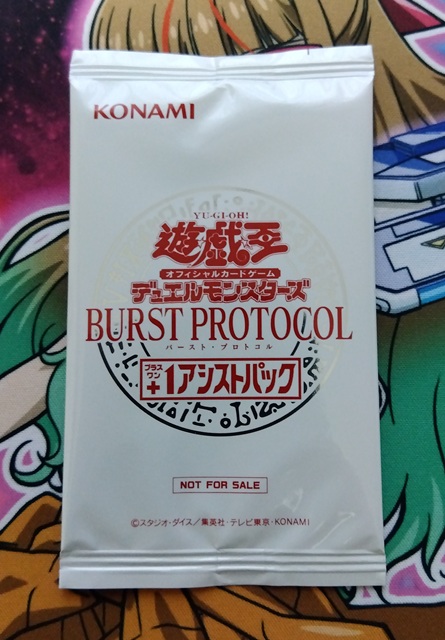 KONAMI
YU-GI-OH!
遊☆戯☆王
オフィシャルカードゲーム
デュエルモンスターズ
BURST PROTOCOL
バースト・プロトコル
プラスワン
+1アシストパック
NOT FOR SALE
©スタジオ・ダイス/集英社・テレビ東京・KONAMI